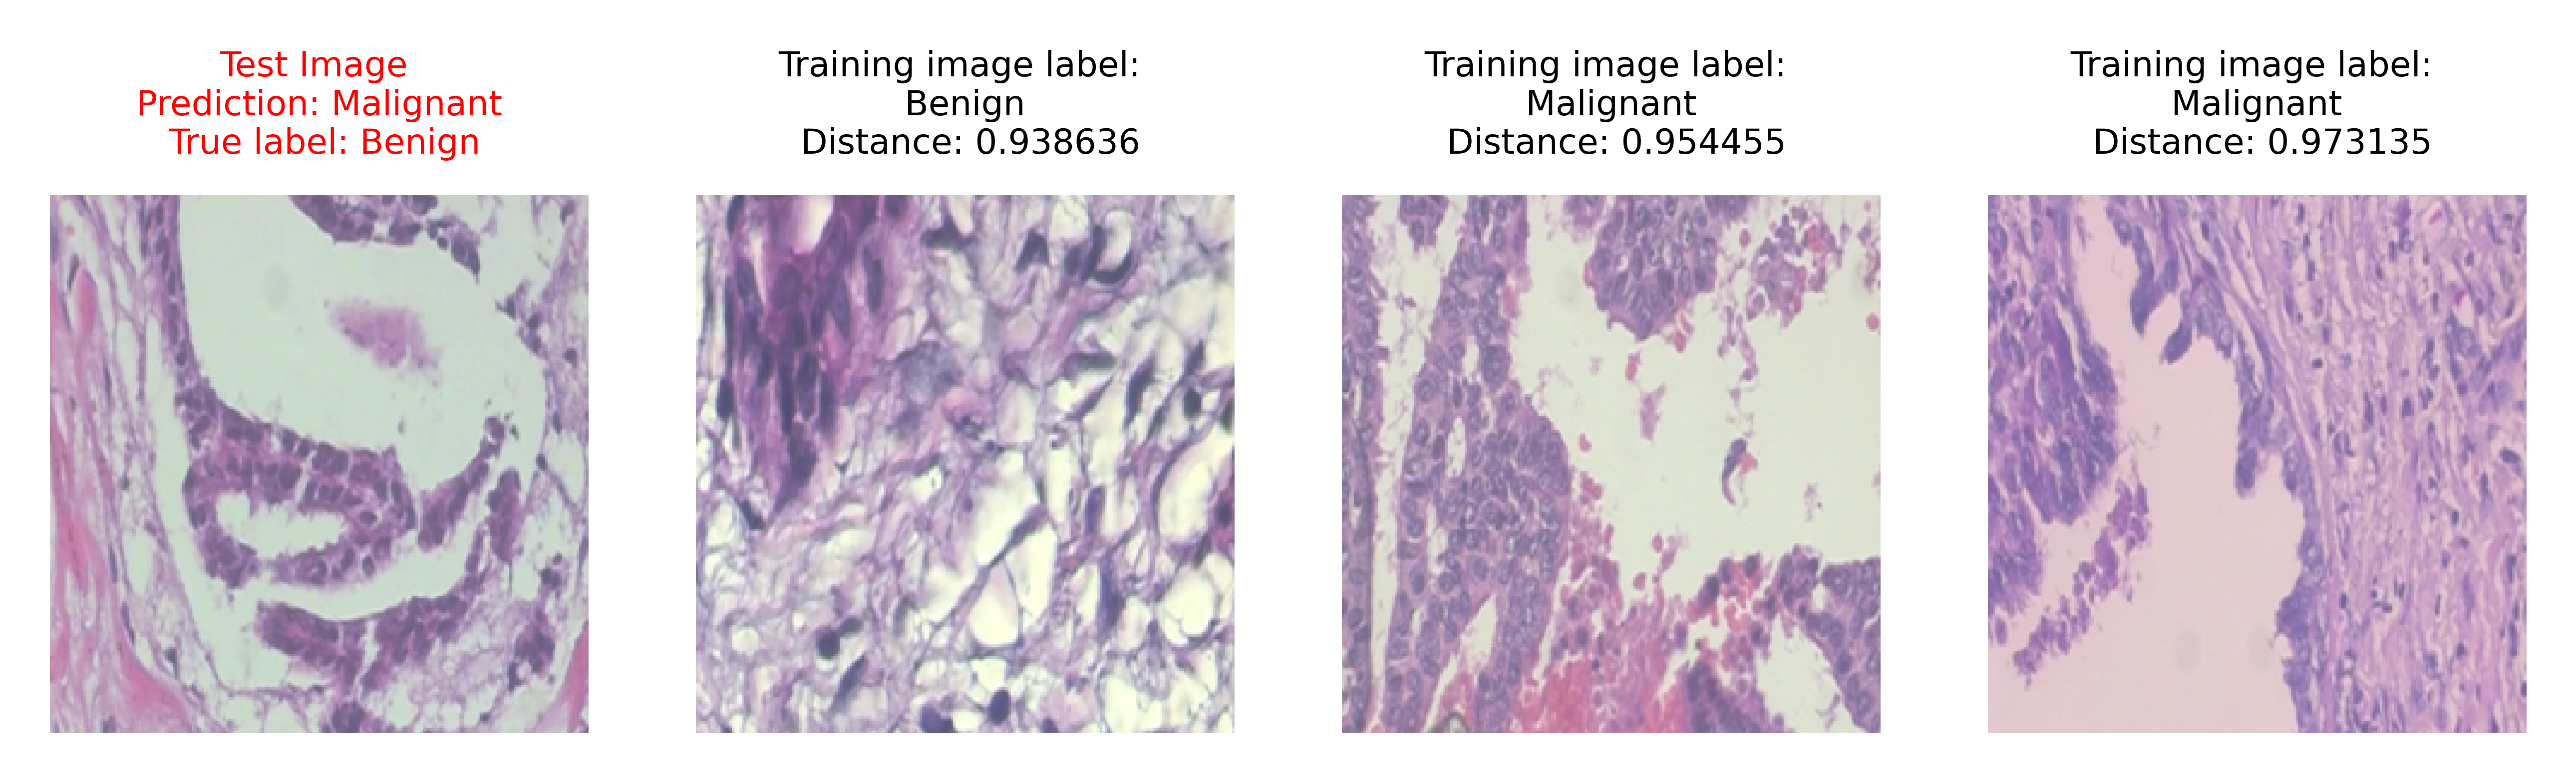 Test Image
Prediction: Malignant
True label: Benign
Training image label:
Benign
Distance: 0.938636
Training image label:
Malignant
Distance: 0.954455
Training image label:
Malignant
Distance: 0.973135